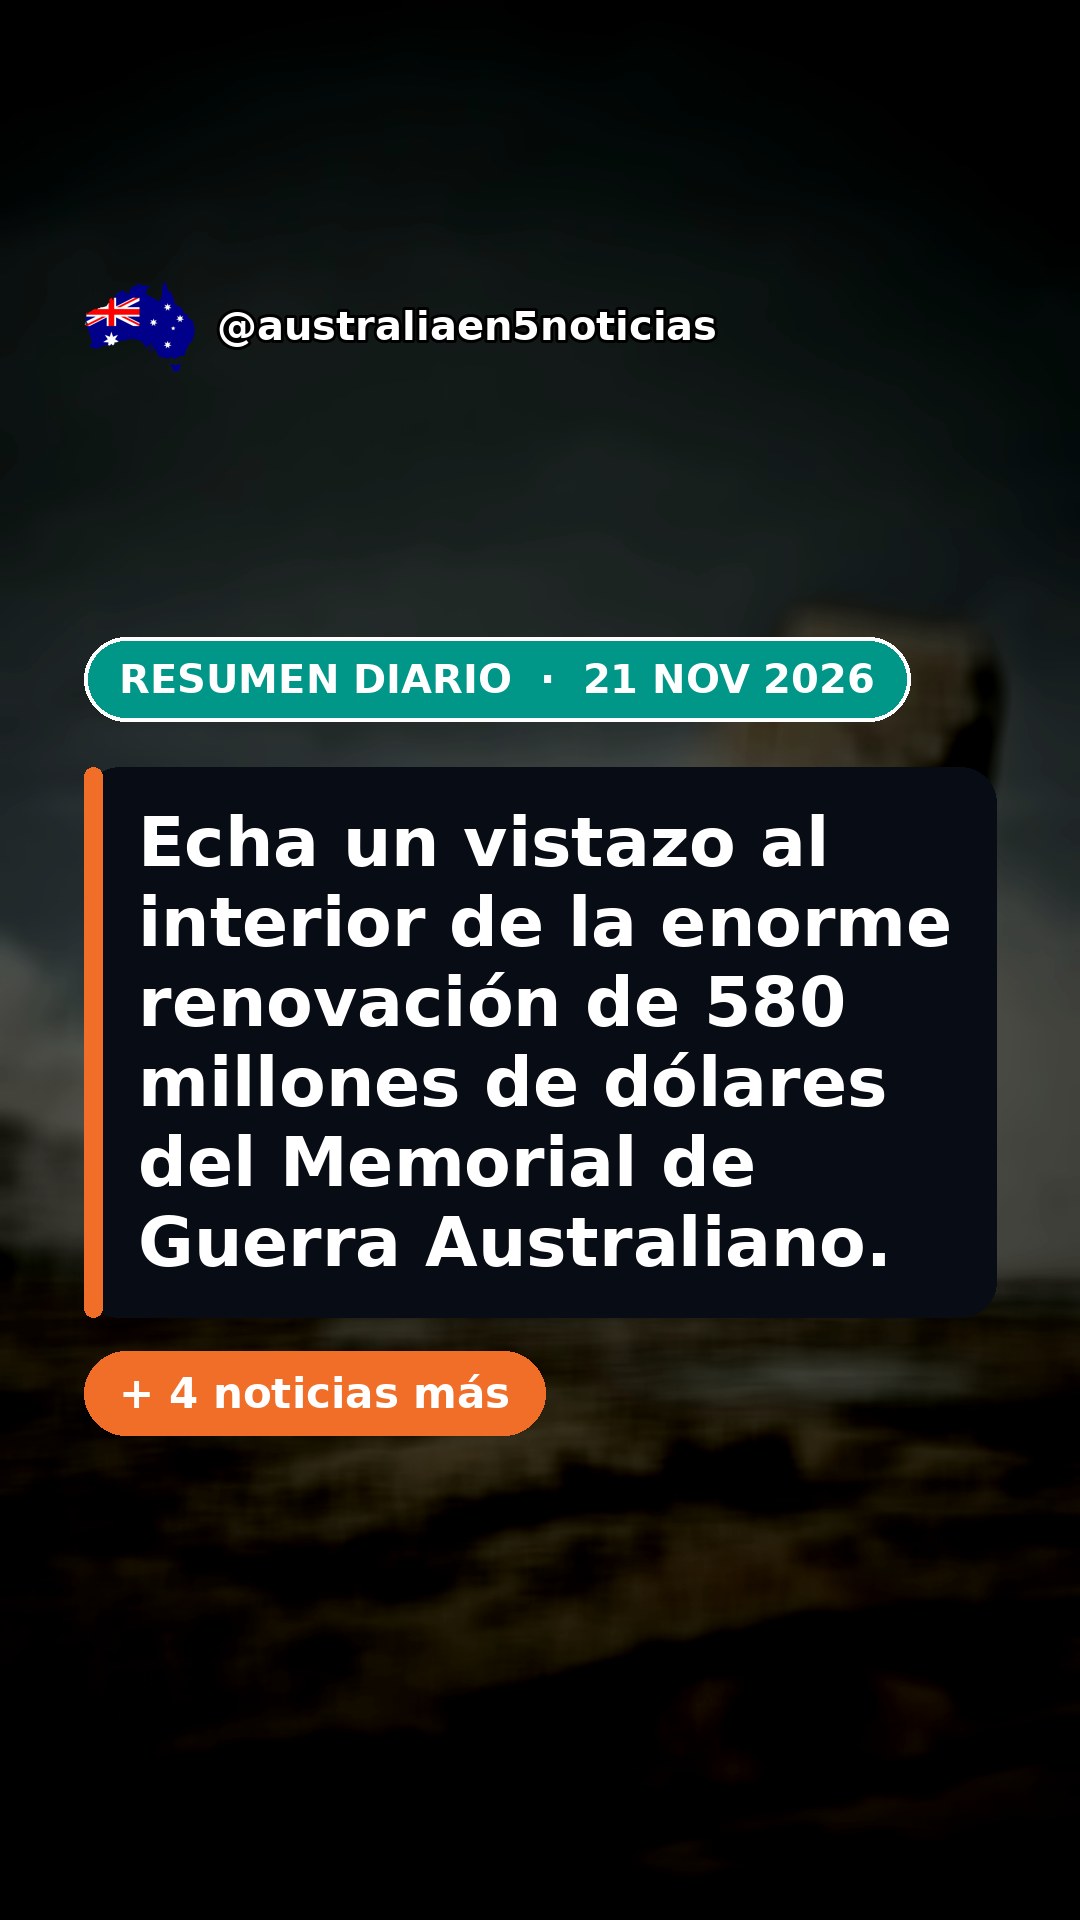 @australiaen5noticias
RESUMEN DIARIO · 21 NOV 2026
Echa un vistazo al
interior de la enorme
renovación de 580
millones de dólares
del Memorial de
Guerra Australiano.
+ 4 noticias más